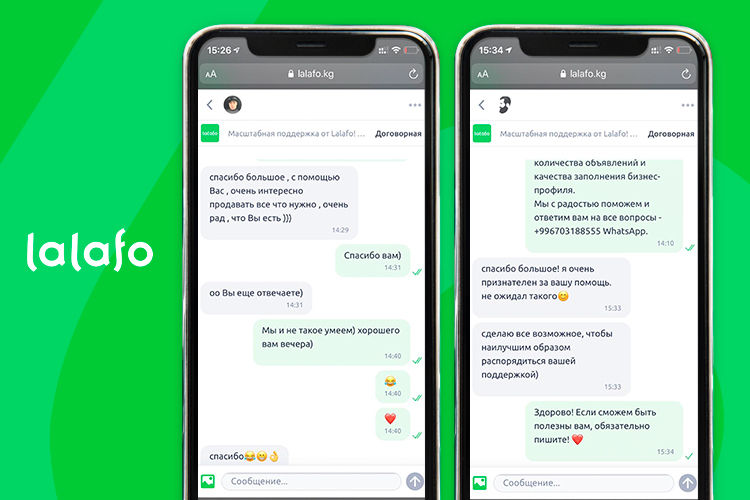 lalafo
15:26
AA
lalafo.kg
lalafo
Масштабная поддержка от Lalafo! ...
Договорная
спасибо большое , с помощью
Вас , очень интересно
продавать все что нужно , очень
рад , что Вы есть )))
14:29
Спасибо вам)
14:31
оо Вы еще отвечаете)
14:31
Мы и не такое умеем) хорошего
вам вечера)
14:40
😂
14:40
❤️
14:40
спасибо😂😁👌
Сообщение...
15:34
AA
lalafo.kg
lalafo
Масштабная поддержка от Lalafo! ...
Договорная
количества объявлений и
качества заполнения бизнес-
профиля.
Мы с радостью поможем и
ответим вам на все вопросы -
+996703188555 WhatsApp.
14:10
спасибо большое! я очень
признателен за вашу помощь.
не ожидал такого😊
15:33
сделаю все возможное, чтобы
наилучшим образом
распорядиться вашей
поддержкой)
15:33
Здорово! Если сможем быть
полезны вам, обязательно
пишите! ❤️
15:34
Сообщение...